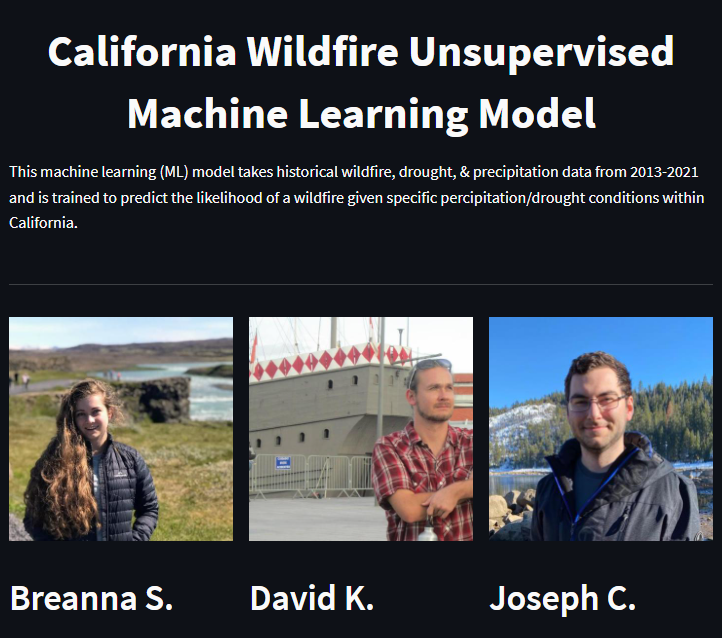 California Wildfire Unsupervised
Machine Learning Model
This machine learning (ML) model takes historical wildfire, drought, & precipitation data from 2013-2021
and is trained to predict the likelihood of a wildfire given specific percipitation/drought conditions within
California.
Breanna S.
David K.
Joseph C.